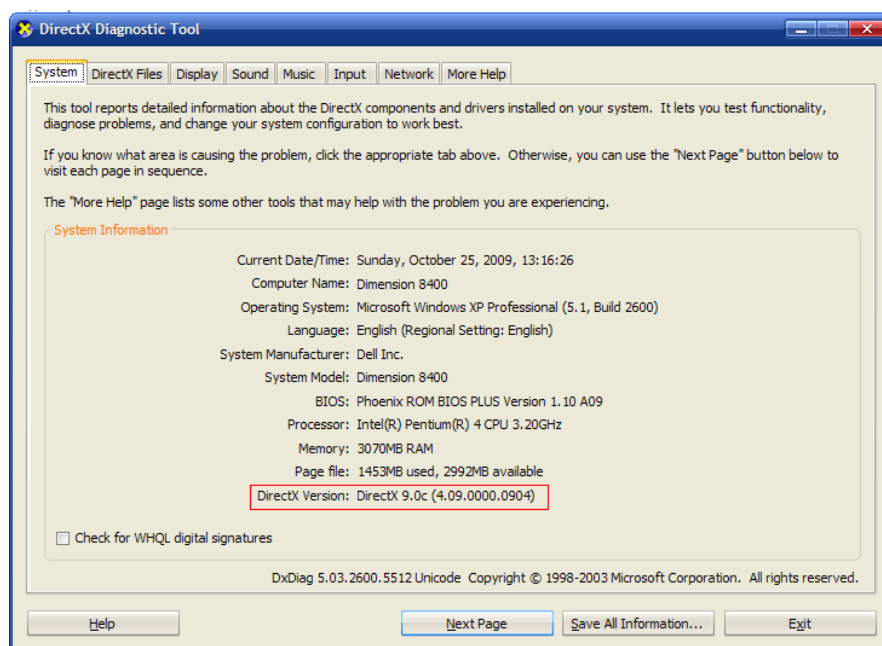 DirectX Diagnostic Tool
System DirectX Files Display Sound Music Input Network More Help
This tool reports detailed information about the DirectX components and drivers installed on your system. It lets you test functionality,
diagnose problems, and change your system configuration to work best.
If you know what area is causing the problem, click the appropriate tab above. Otherwise, you can use the "Next Page" button below to
visit each page in sequence.
The "More Help" page lists some other tools that may help with the problem you are experiencing.
System Information
Current Date/Time: Sunday, October 25, 2009, 13:16:26
Computer Name: Dimension 8400
Operating System: Microsoft Windows XP Professional (5.1, Build 2600)
Language: English (Regional Setting: English)
System Manufacturer: Dell Inc.
System Model: Dimension 8400
BIOS: Phoenix ROM BIOS PLUS Version 1.10 A09
Processor: Intel(R) Pentium(R) 4 CPU 3.20GHz
Memory: 3070MB RAM
Page file: 1453MB used, 2992MB available
DirectX Version: DirectX 9.0c (4.09.0000.0904)
Check for WHQL digital signatures
DxDiag 5.03.2600.5512 Unicode Copyright © 1998-2003 Microsoft Corporation. All rights reserved.
Help Next Page Save All Information... Exit